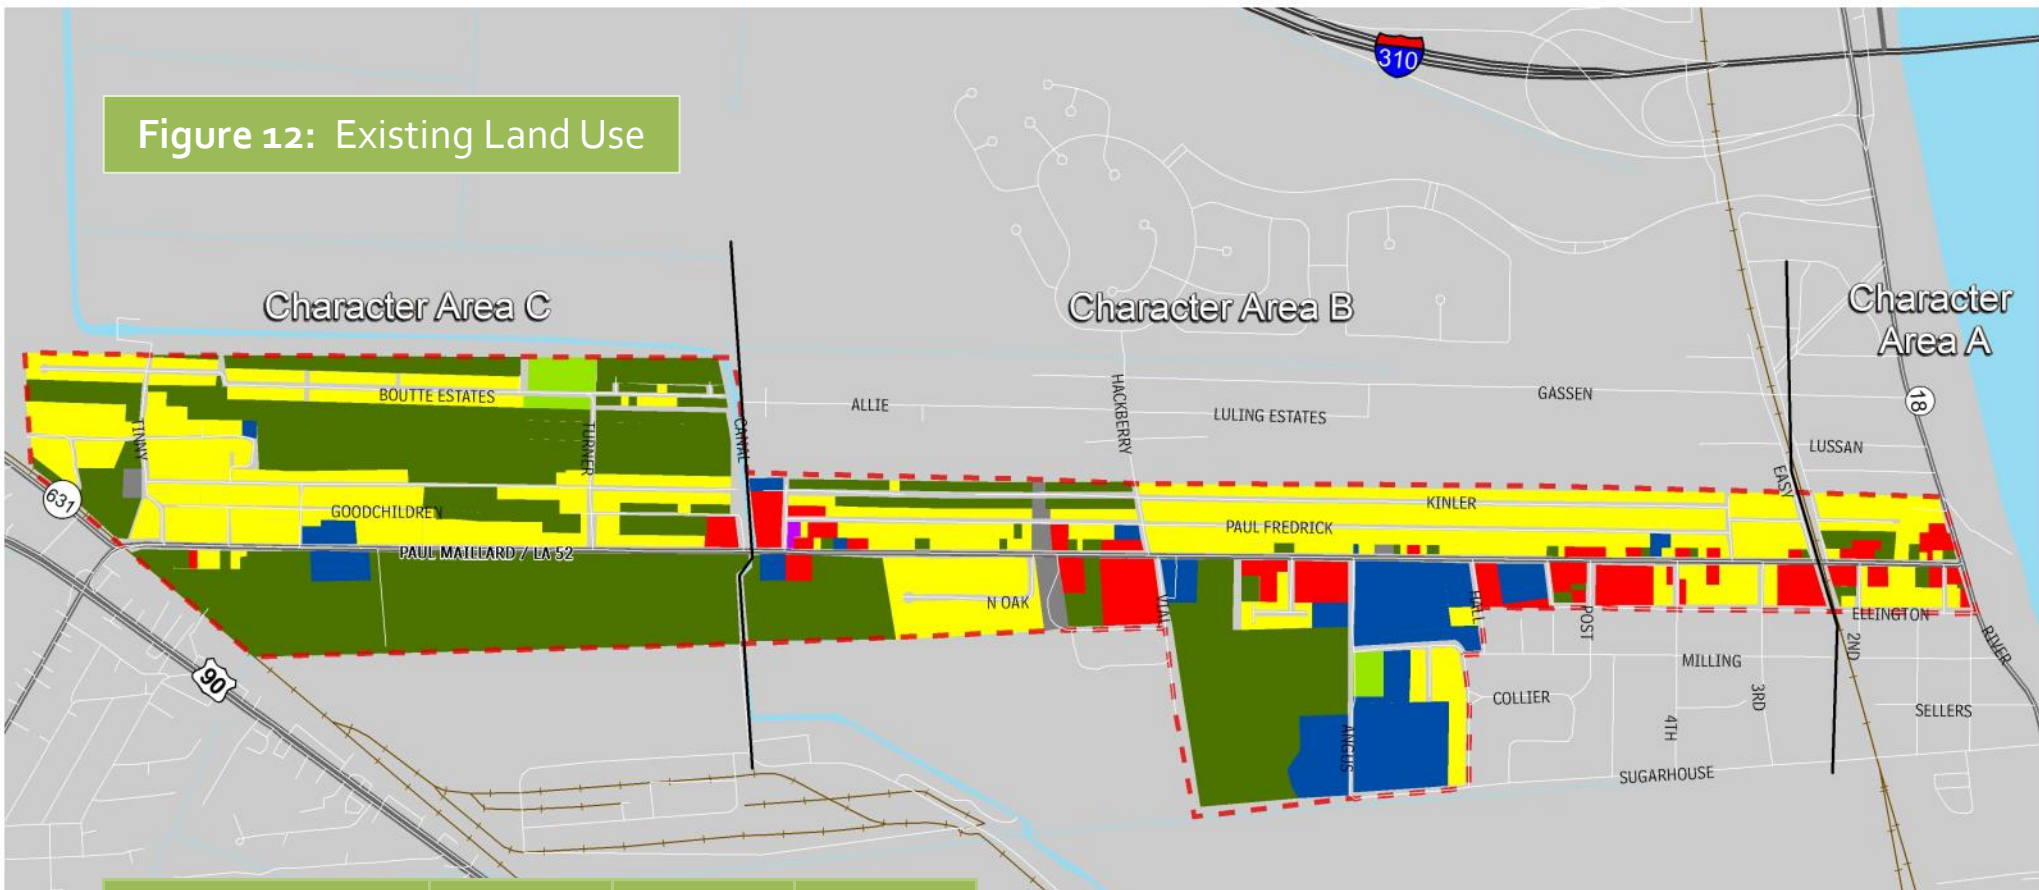 310
Figure 12: Existing Land Use
Character Area C
Character Area B
Character
Area A
BOUTTE ESTATES
ALLIE
HACKBERRY
LULING ESTATES
GASSEN
18
TINNY
TURNER
CANAL
LUSSAN
EASY
631
GOODCHILDREN
KINLER
PAUL FREDRICK
PAUL MAILLARD / LA 52
N OAK
VIAL
HALL
POST
ELLINGTON
2ND
RIVER
MILLING
90
COLLIER
3RD
4TH
SELLERS
ANGUS
SUGARHOUSE